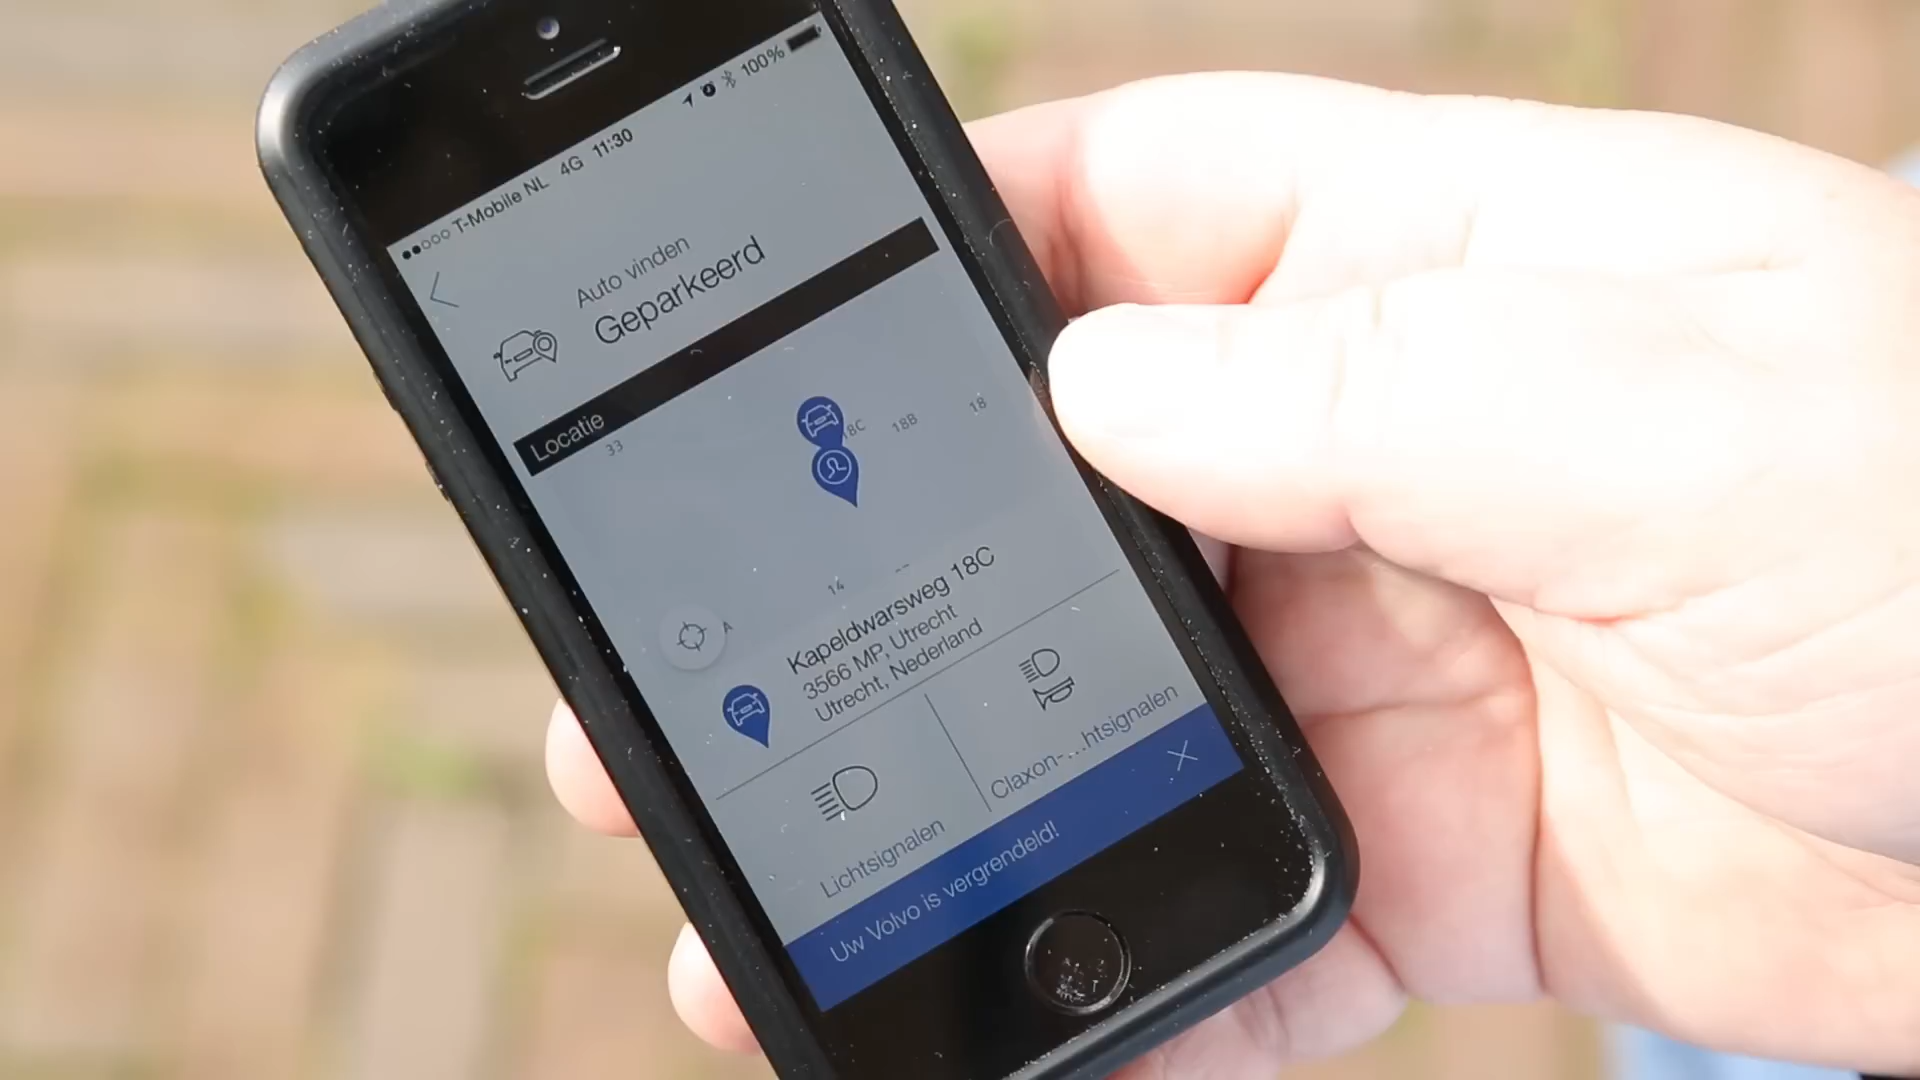 T-Mobile NL 4G 11:30 100%
Auto vinden
Geparkeerd
Locatie
33
18C
18B
18
14
A
Kapeldwarsweg 18C
3566 MP, Utrecht
Utrecht, Nederland
Lichtsignalen
Claxon-...htsignalen
Uw Volvo is vergrendeld!